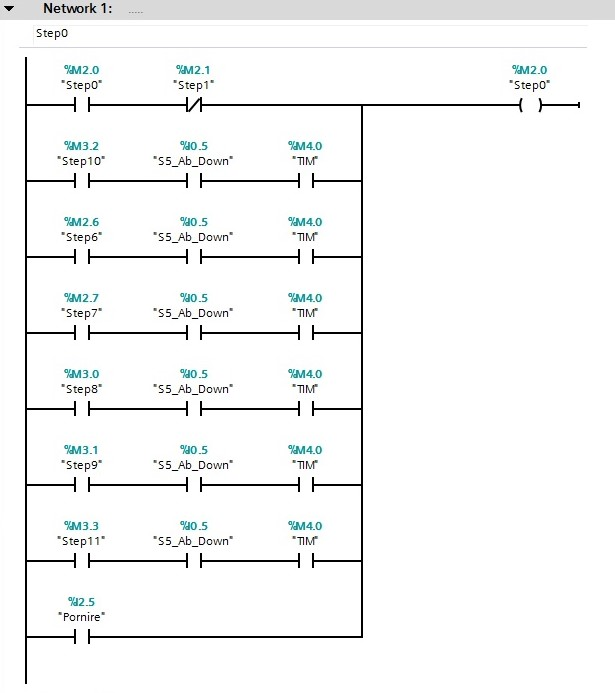 Network 1: .....
Step0
%M2.0 %M2.1 %M2.0
"Step0" "Step1" "Step0"
%M3.2 %I0.5 %M4.0
"Step10" "S5_Ab_Down" "TIM"
%M2.6 %I0.5 %M4.0
"Step6" "S5_Ab_Down" "TIM"
%M2.7 %I0.5 %M4.0
"Step7" "S5_Ab_Down" "TIM"
%M3.0 %I0.5 %M4.0
"Step8" "S5_Ab_Down" "TIM"
%M3.1 %I0.5 %M4.0
"Step9" "S5_Ab_Down" "TIM"
%M3.3 %I0.5 %M4.0
"Step11" "S5_Ab_Down" "TIM"
%I2.5
"Pornire"